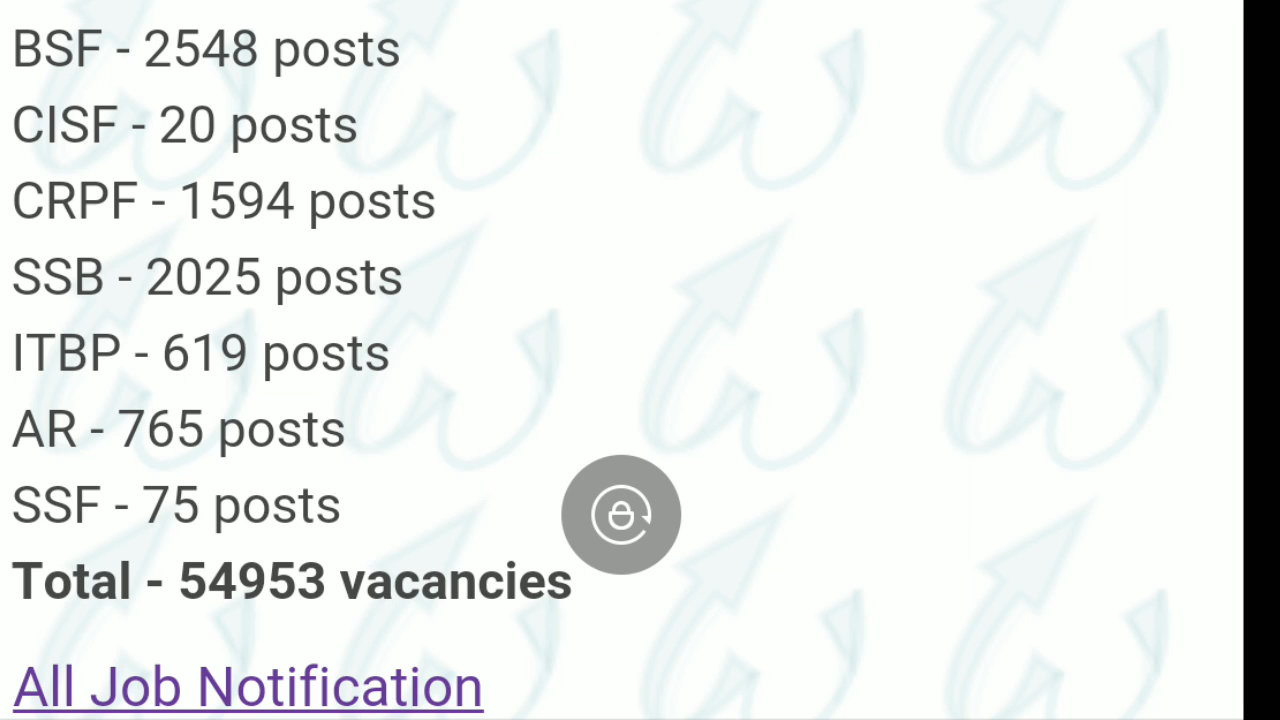 BSF - 2548 posts
CISF - 20 posts
CRPF - 1594 posts
SSB - 2025 posts
ITBP - 619 posts
AR - 765 posts
SSF - 75 posts
Total - 54953 vacancies
All Job Notification